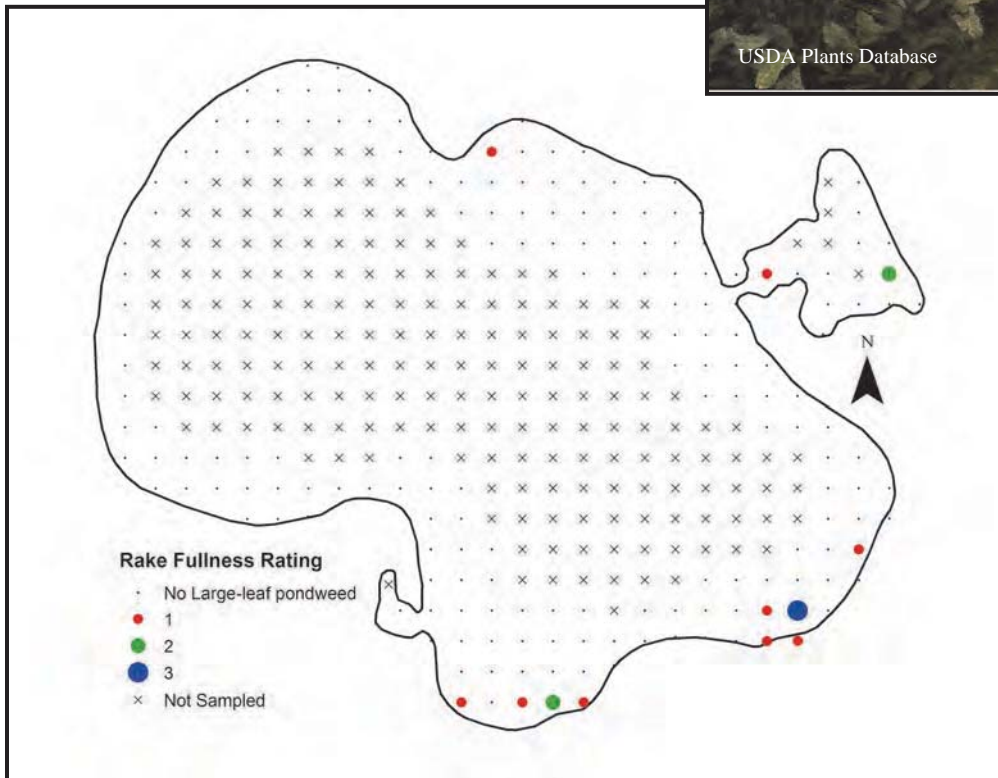 USDA Plants Database
N
Rake Fullness Rating
No Large-leaf pondweed
1
2
3
Not Sampled